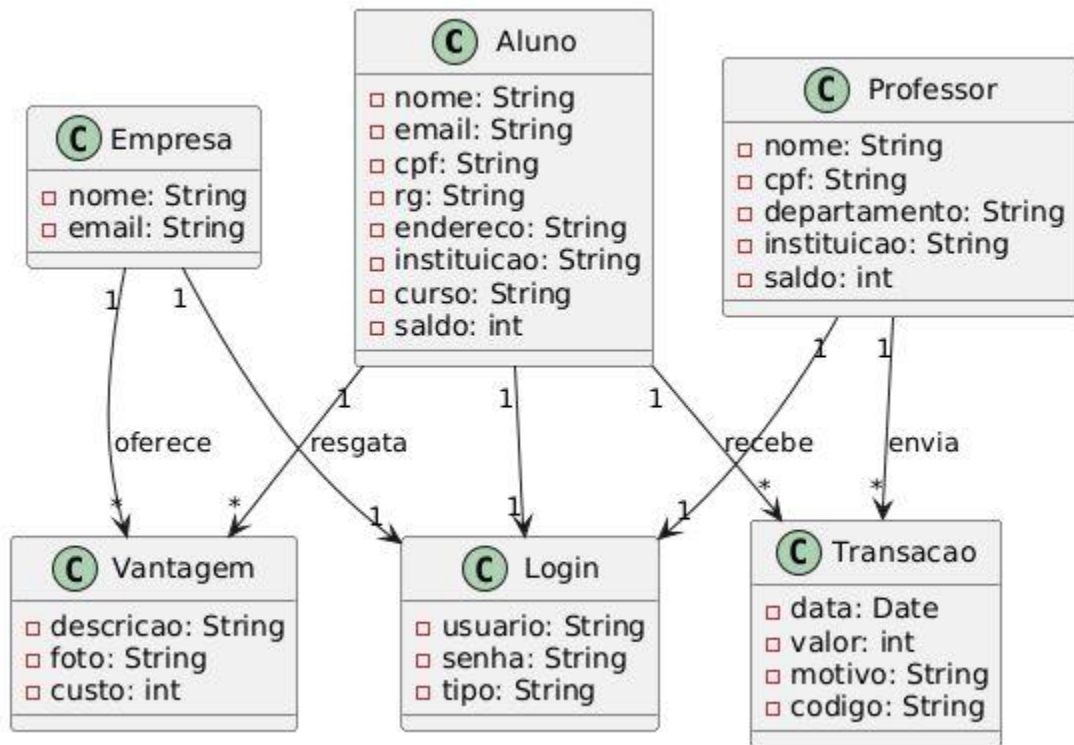 C Empresa
nome: String
email: String
C Aluno
nome: String
email: String
cpf: String
rg: String
endereco: String
instituicao: String
curso: String
saldo: int
C Professor
nome: String
cpf: String
departamento: String
instituicao: String
saldo: int
1
1
1
1
1
1
1
oferece
resgata
recebe
envia
*
*
1
1
1
*
*
C Vantagem
descricao: String
foto: String
custo: int
C Login
usuario: String
senha: String
tipo: String
C Transacao
data: Date
valor: int
motivo: String
codigo: String